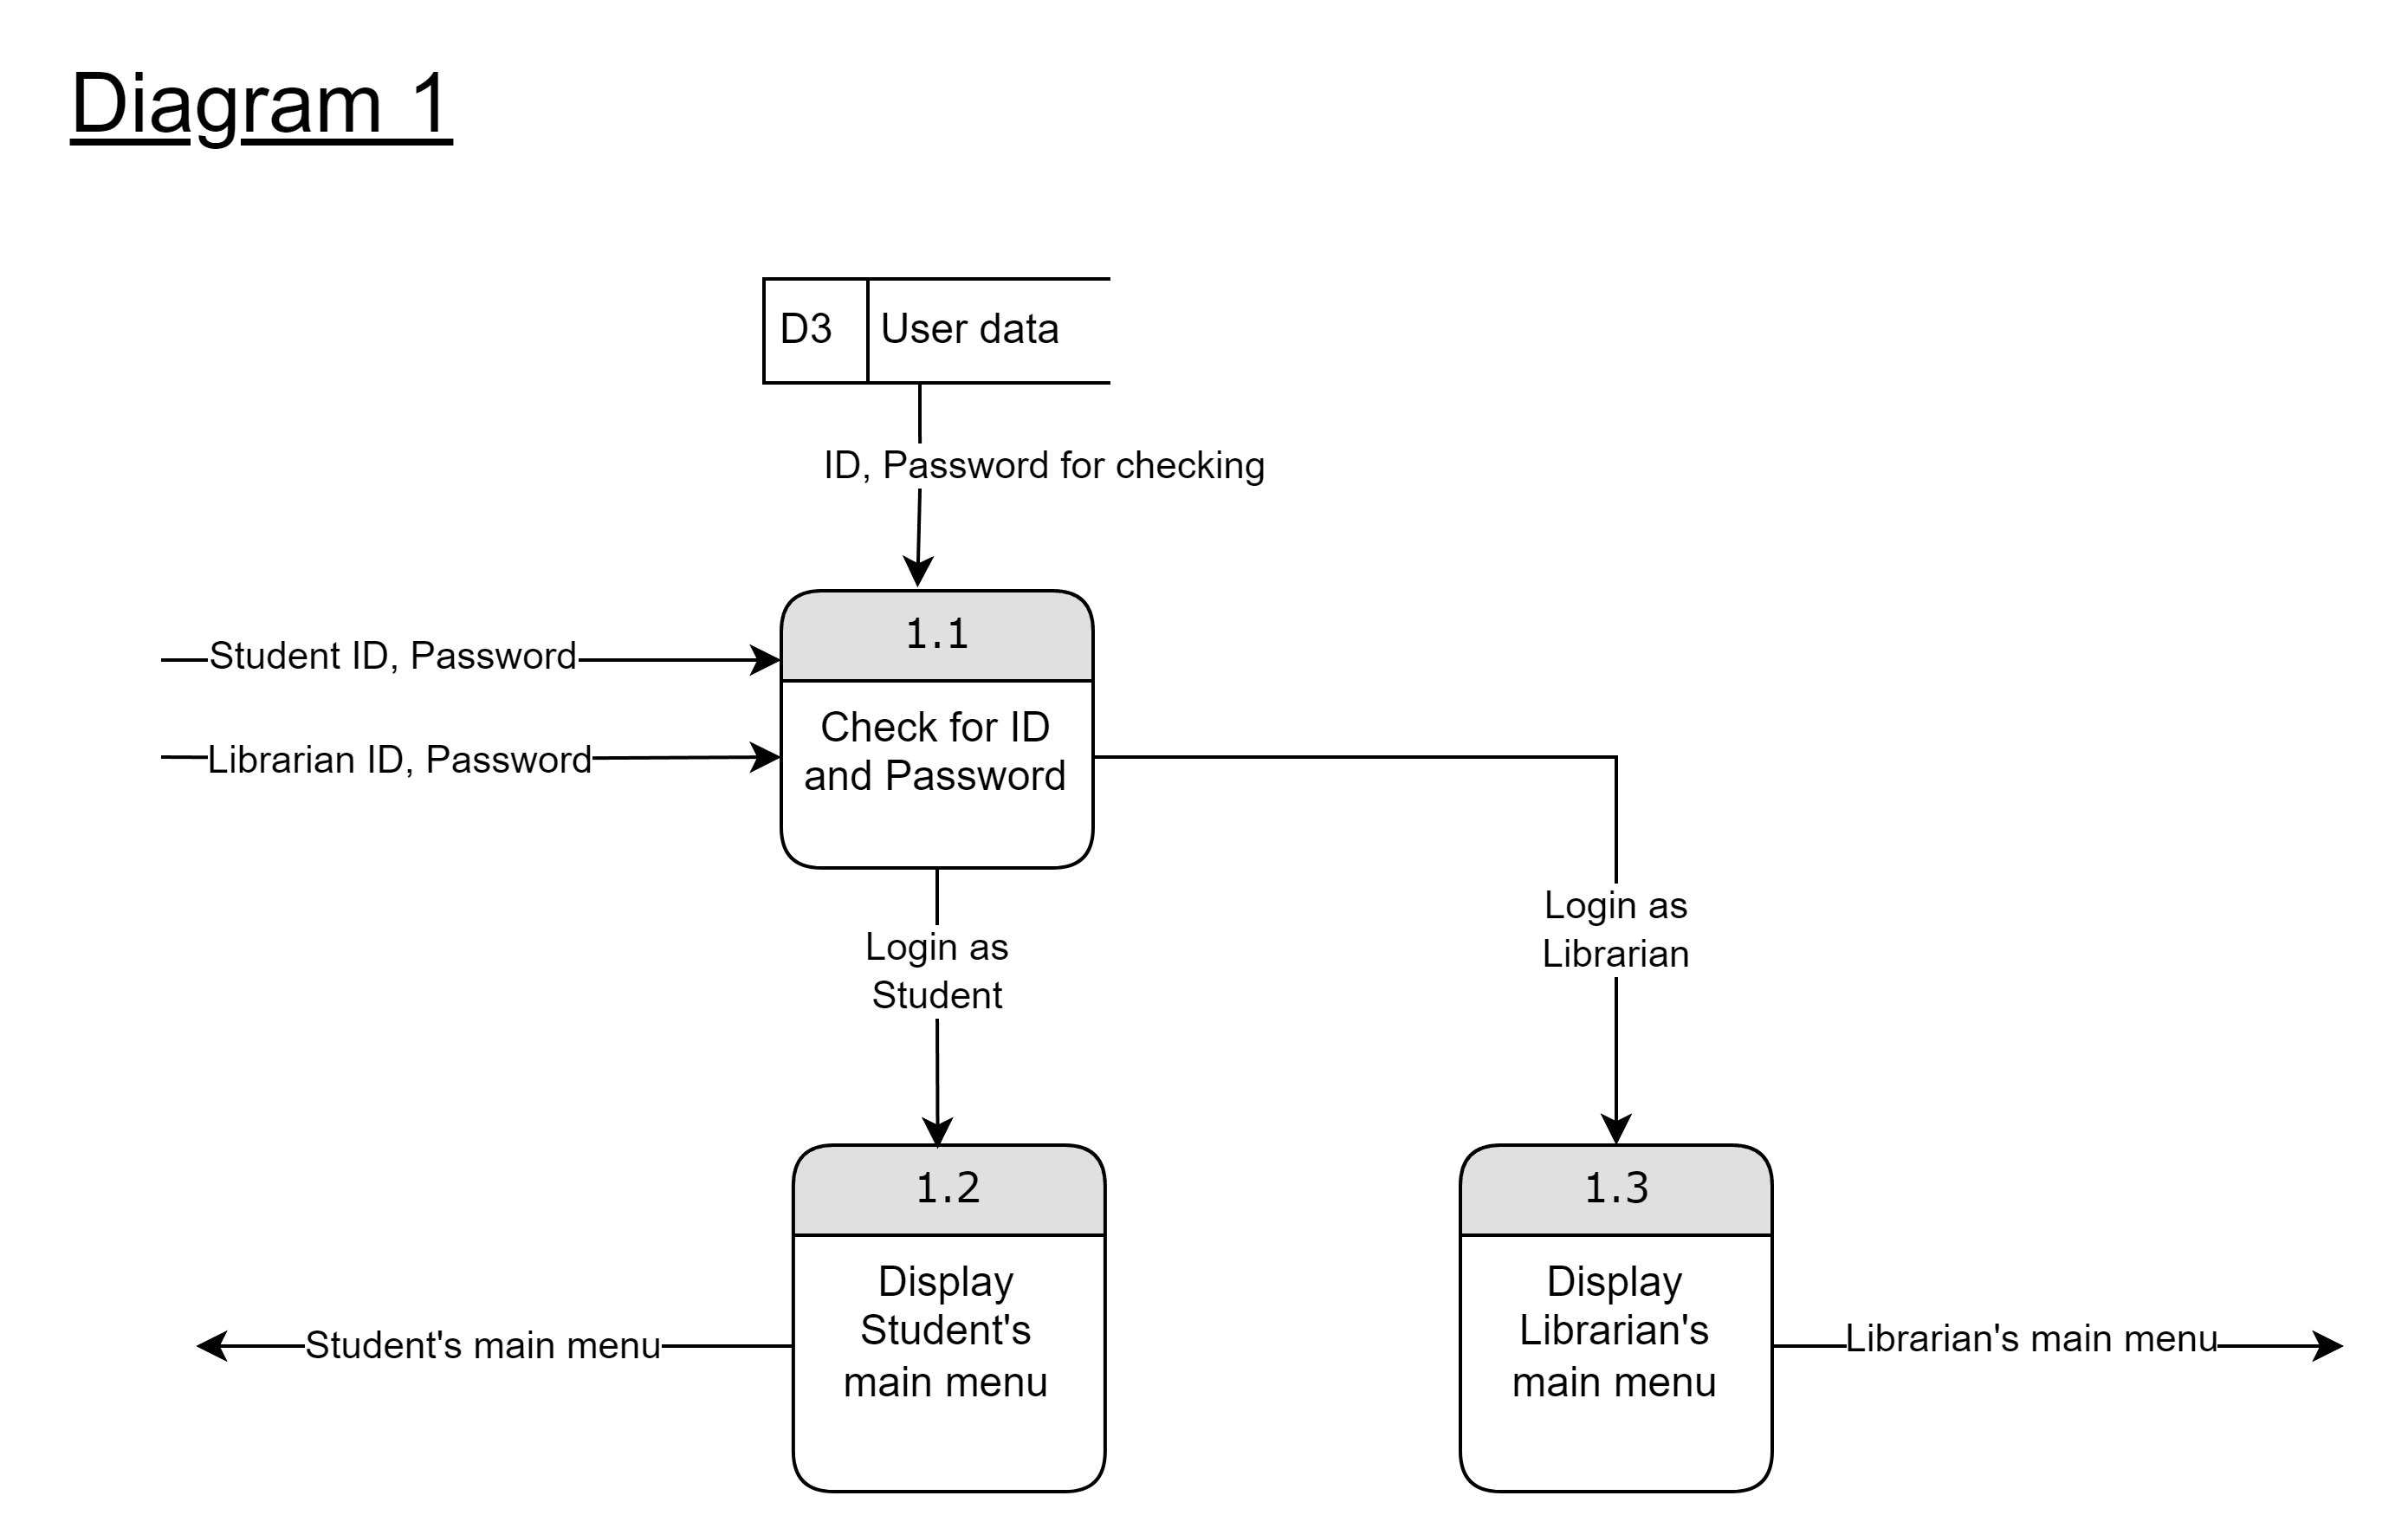 Diagram 1
D3
User data
ID, Password for checking
1.1
Student ID, Password
Check for ID
and Password
Librarian ID, Password
Login as
Student
Login as
Librarian
1.2
Display
Student's
main menu
1.3
Display
Librarian's
main menu
Student's main menu
Librarian's main menu